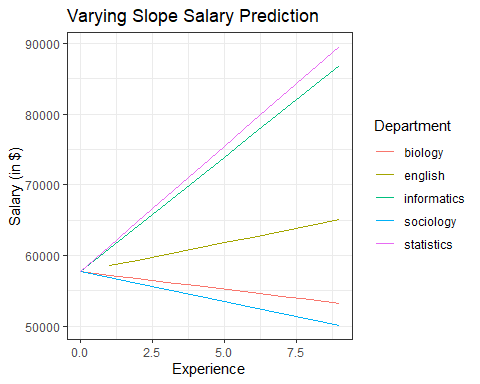 Varying Slope Salary Prediction
90000
80000
70000
60000
50000
Salary (in $)
0.0
2.5
5.0
7.5
Experience
Department
biology
english
informatics
sociology
statistics